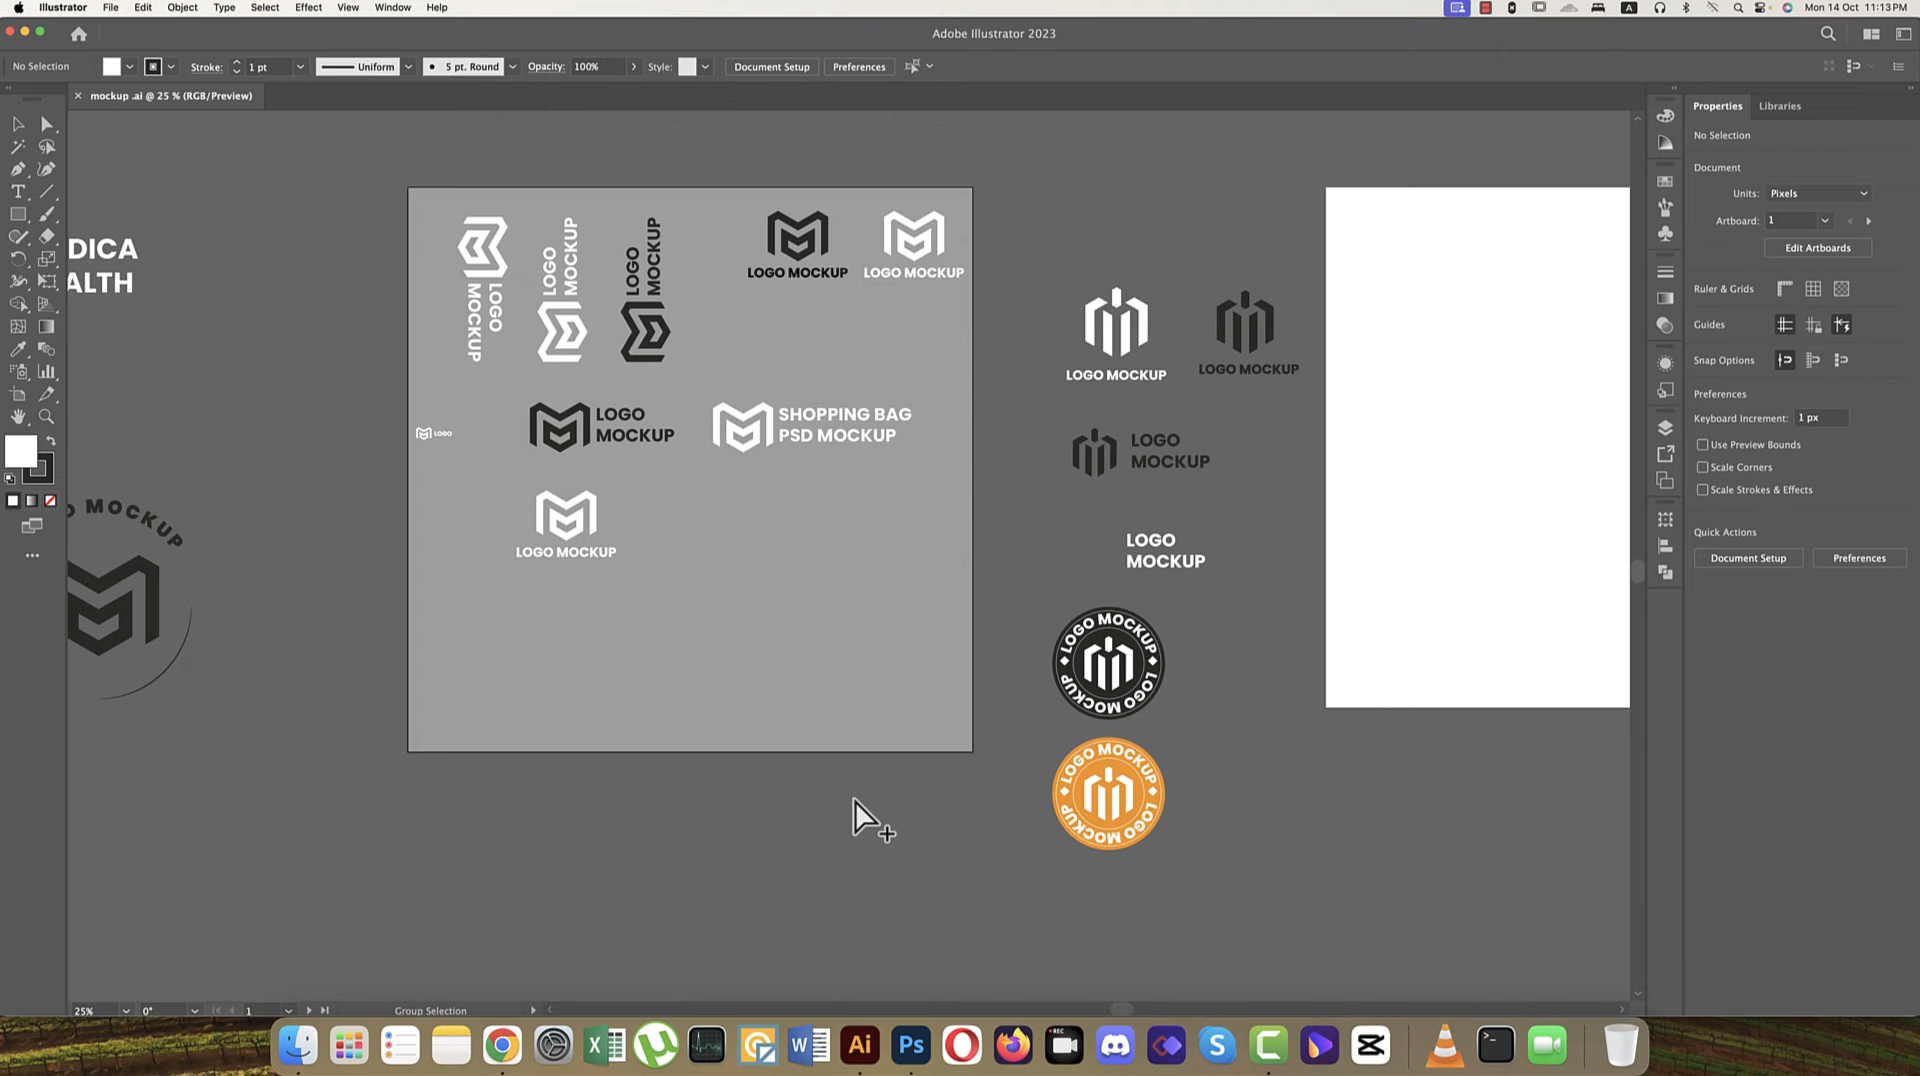 Illustrator File Edit Object Type Select Effect View Window Help
A
Mon 14 Oct 11:13 PM
Adobe Illustrator 2023
No Selection
Stroke: 1 pt
Uniform
5 pt. Round
Opacity: 100%
Style:
Document Setup
Preferences
mockup .ai @ 25 % (RGB/Preview)
Properties Libraries
No Selection
Document
Units: Pixels
Artboard: 1
Edit Artboards
Ruler & Grids
Guides
Snap Options
Preferences
Keyboard Increment: 1 px
Use Preview Bounds
Scale Corners
Scale Strokes & Effects
Quick Actions
Document Setup Preferences
DICA
ALTH
MOCKUP
LOGO
MOCKUP
LOGO
MOCKUP
LOGO
MOCKUP
LOGO MOCKUP
LOGO MOCKUP
LOGO
LOGO
MOCKUP
SHOPPING BAG
PSD MOCKUP
LOGO MOCKUP
LOGO MOCKUP
LOGO MOCKUP
LOGO
MOCKUP
LOGO
MOCKUP
LOGO MOCKUP
LOGO MOCKUP
LOGO MOCKUP
LOGO MOCKUP
25% 0° 1 Group Selection
REC
W
Ai
Ps
S